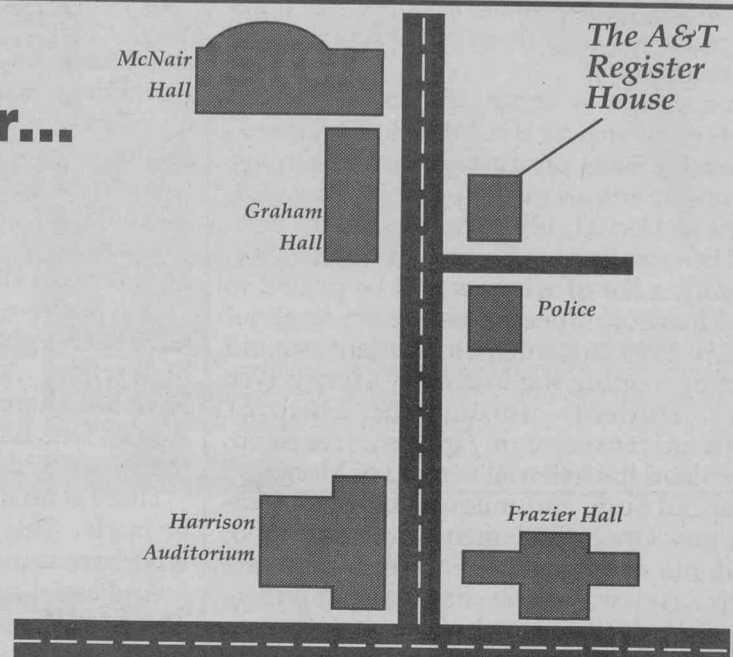 McNair
Hall
r...
The A&T
Register
House
Graham
Hall
Police
Harrison
Auditorium
Frazier Hall